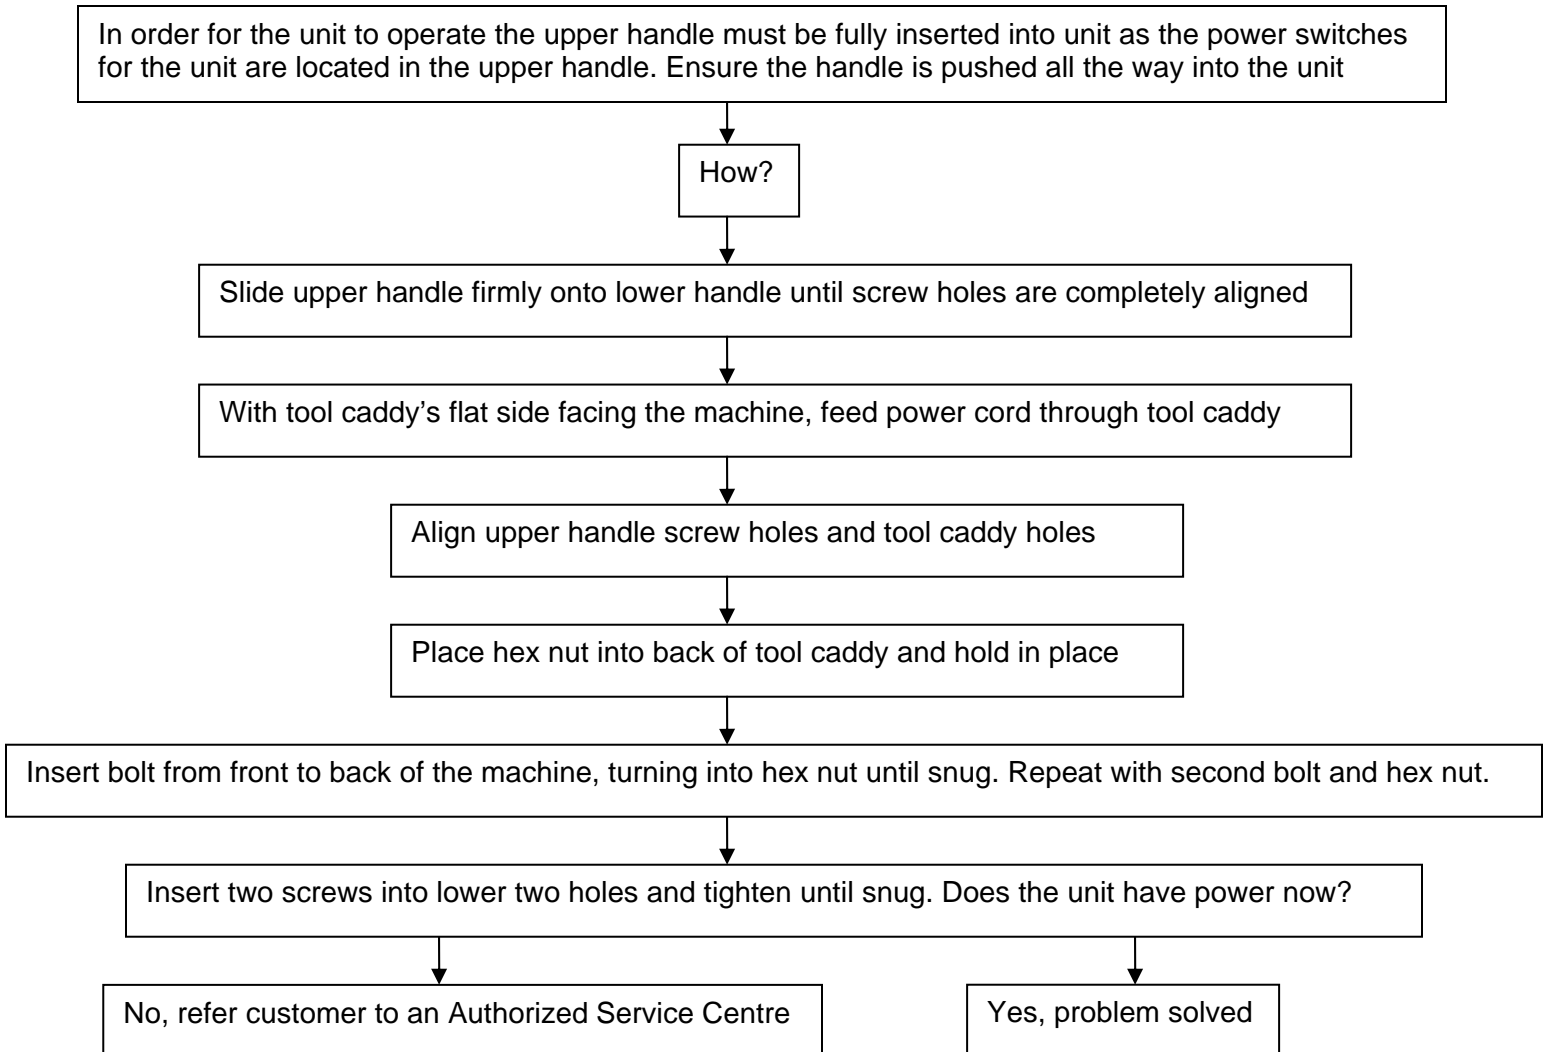 In order for the unit to operate the upper handle must be fully inserted into unit as the power switches
for the unit are located in the upper handle. Ensure the handle is pushed all the way into the unit
How?
Slide upper handle firmly onto lower handle until screw holes are completely aligned
With tool caddy’s flat side facing the machine, feed power cord through tool caddy
Align upper handle screw holes and tool caddy holes
Place hex nut into back of tool caddy and hold in place
Insert bolt from front to back of the machine, turning into hex nut until snug. Repeat with second bolt and hex nut.
Insert two screws into lower two holes and tighten until snug. Does the unit have power now?
No, refer customer to an Authorized Service Centre
Yes, problem solved